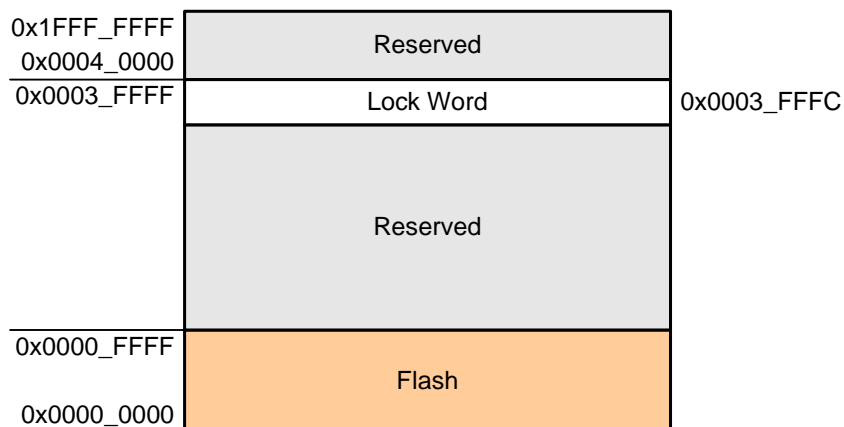 0x1FFF_FFFF
Reserved
0x0004_0000
0x0003_FFFF
Lock Word
0x0003_FFFC
Reserved
0x0000_FFFF
Flash
0x0000_0000